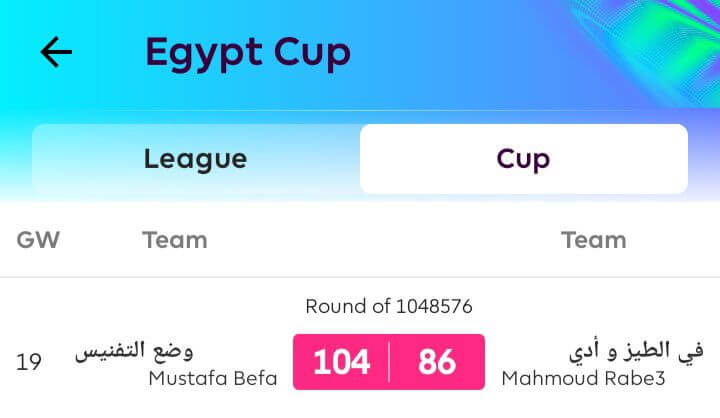 Egypt Cup
League Cup
GW Team Team
Round of 1048576
19 وضع التفنيس 104 86 في الطيز و أدي
Mustafa Befa Mahmoud Rabe3